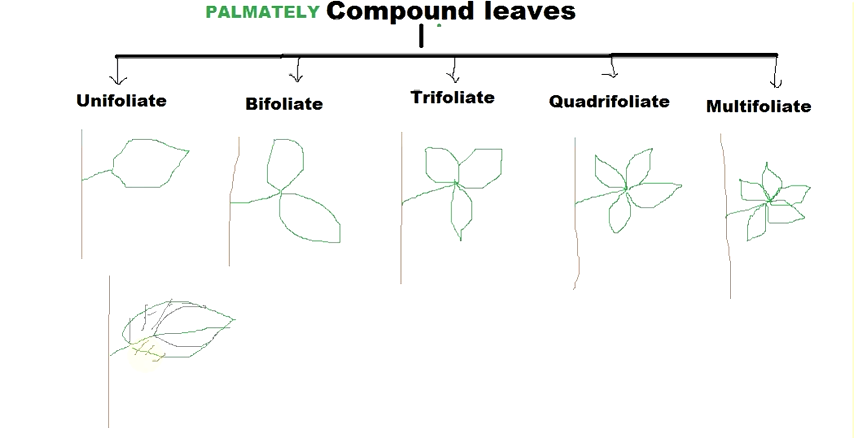 PALMATELY Compound leaves
Unifoliate
Bifoliate
Trifoliate
Quadrifoliate
Multifoliate